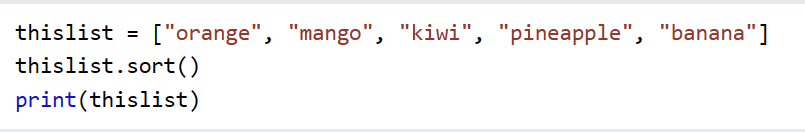 thislist = ["orange", "mango", "kiwi", "pineapple", "banana"]
thislist.sort()
print(thislist)